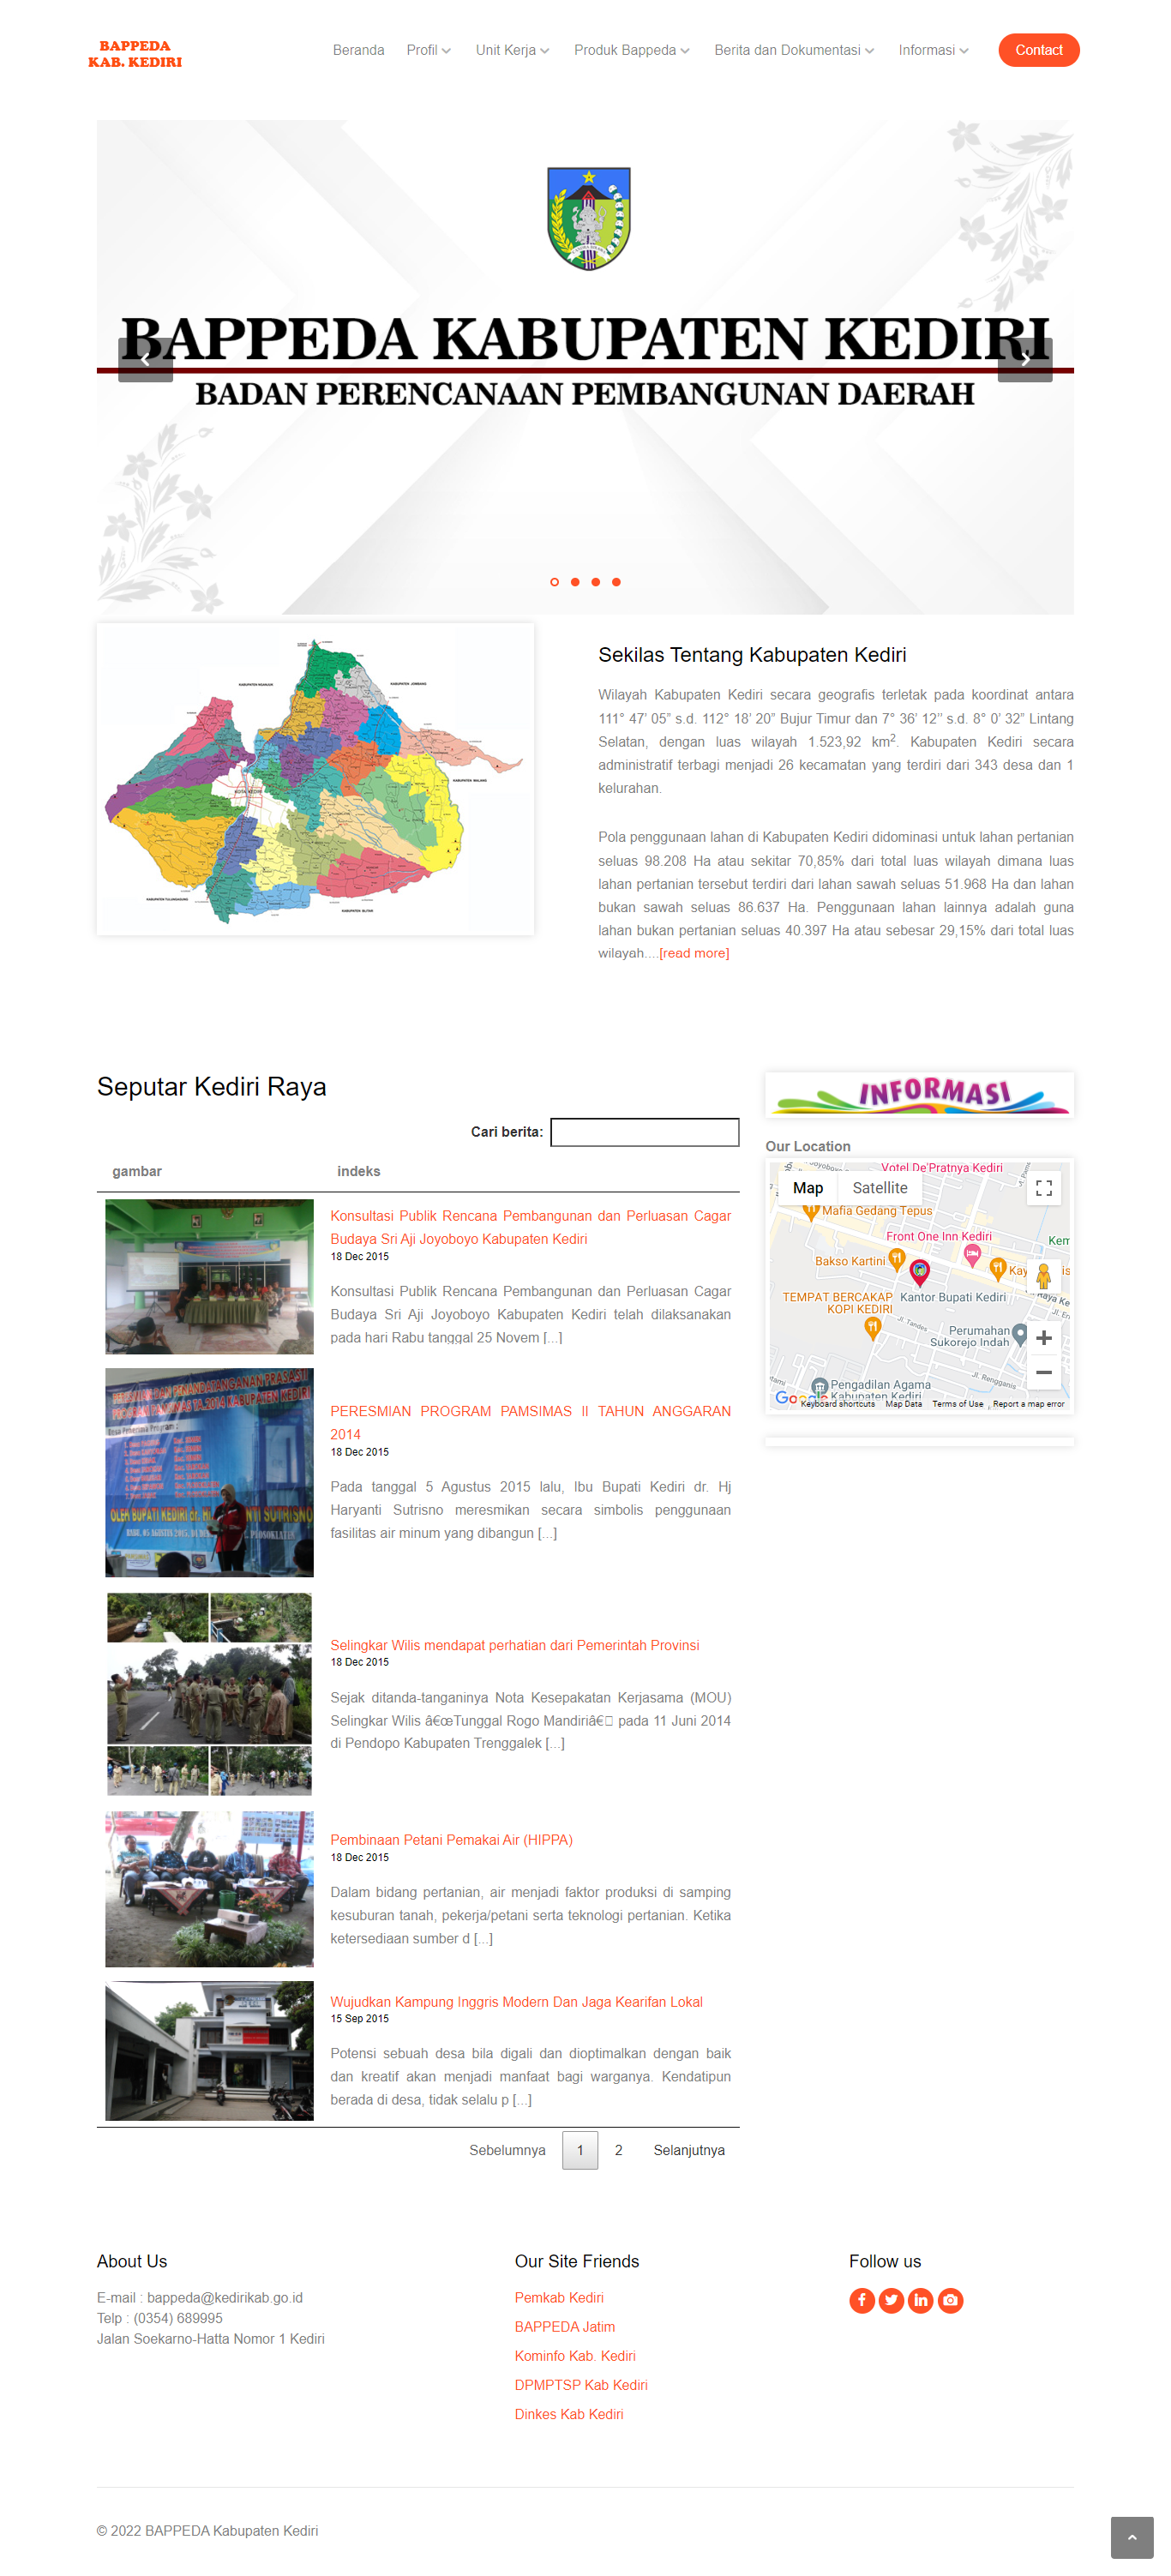 BAPPEDA
KAB. KEDIRI
Beranda Profil Unit Kerja Produk Bappeda Berita dan Dokumentasi Informasi Contact
BAPPEDA KABUPATEN KEDIRI
BADAN PERENCANAAN PEMBANGUNAN DAERAH
KABUPATEN NGANJUK
KABUPATEN JOMBANG
KABUPATEN MALANG
KOTA KEDIRI
KABUPATEN TULUNGAGUNG
KABUPATEN BLITAR
Sekilas Tentang Kabupaten Kediri
Wilayah Kabupaten Kediri secara geografis terletak pada koordinat antara
111° 47’ 05” s.d. 112° 18’ 20” Bujur Timur dan 7° 36’ 12’’ s.d. 8° 0’ 32” Lintang
Selatan, dengan luas wilayah 1.523,92 km². Kabupaten Kediri secara
administratif terbagi menjadi 26 kecamatan yang terdiri dari 343 desa dan 1
kelurahan.
Pola penggunaan lahan di Kabupaten Kediri didominasi untuk lahan pertanian
seluas 98.208 Ha atau sekitar 70,85% dari total luas wilayah dimana luas
lahan pertanian tersebut terdiri dari lahan sawah seluas 51.968 Ha dan lahan
bukan sawah seluas 86.637 Ha. Penggunaan lahan lainnya adalah guna
lahan bukan pertanian seluas 40.397 Ha atau sebesar 29,15% dari total luas
wilayah....[read more]
Seputar Kediri Raya
Cari berita:
gambar indeks
Konsultasi Publik Rencana Pembangunan dan Perluasan Cagar
Budaya Sri Aji Joyoboyo Kabupaten Kediri
18 Dec 2015
Konsultasi Publik Rencana Pembangunan dan Perluasan Cagar
Budaya Sri Aji Joyoboyo Kabupaten Kediri telah dilaksanakan
pada hari Rabu tanggal 25 Novem [...]
PERESMIAN PROGRAM PAMSIMAS II TAHUN ANGGARAN
2014
18 Dec 2015
Pada tanggal 5 Agustus 2015 lalu, Ibu Bupati Kediri dr. Hj
Haryanti Sutrisno meresmikan secara simbolis penggunaan
fasilitas air minum yang dibangun [...]
Selingkar Wilis mendapat perhatian dari Pemerintah Provinsi
18 Dec 2015
Sejak ditanda-tanganinya Nota Kesepakatan Kerjasama (MOU)
Selingkar Wilis â€œTunggal Rogo Mandiriâ€ pada 11 Juni 2014
di Pendopo Kabupaten Trenggalek [...]
Pembinaan Petani Pemakai Air (HIPPA)
18 Dec 2015
Dalam bidang pertanian, air menjadi faktor produksi di samping
kesuburan tanah, pekerja/petani serta teknologi pertanian. Ketika
ketersediaan sumber d [...]
Wujudkan Kampung Inggris Modern Dan Jaga Kearifan Lokal
15 Sep 2015
Potensi sebuah desa bila digali dan dioptimalkan dengan baik
dan kreatif akan menjadi manfaat bagi warganya. Kendatipun
berada di desa, tidak selalu p [...]
Sebelumnya 1 2 Selanjutnya
INFORMASI
Our Location
Map Satellite
Votel De'Pratnya Kediri
Mafia Gedang Tepus
Front One Inn Kediri
Bakso Kartini
TEMPAT BERCAKAP
KOPI KEDIRI
Kantor Bupati Kediri
Jl. Tandes
Perumahan
Sukorejo Indah
Jl. Rengganis
Pengadilan Agama
Kabupaten Kediri
Google
Keyboard shortcuts Map Data Terms of Use Report a map error
About Us
E-mail : bappeda@kedirikab.go.id
Telp : (0354) 689995
Jalan Soekarno-Hatta Nomor 1 Kediri
Our Site Friends
Pemkab Kediri
BAPPEDA Jatim
Kominfo Kab. Kediri
DPMPTSP Kab Kediri
Dinkes Kab Kediri
Follow us
© 2022 BAPPEDA Kabupaten Kediri